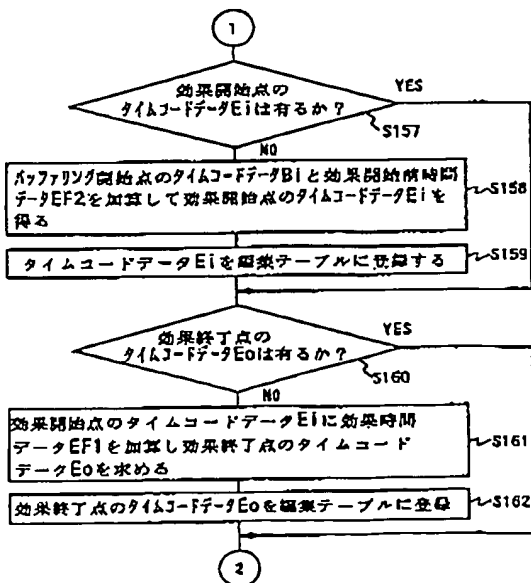 1
効果開始点の
タイムコードデータEiは有るか?
YES
S157
NO
バッファリング開始点のタイムコードデータBiと効果開始前時間
データEF2を加算して効果開始点のタイムコードデータEiを
得る
S158
タイムコードデータEiを編集テーブルに登録する
S159
効果終了点の
タイムコードデータEoは有るか?
YES
S160
NO
効果開始点のタイムコードデータEiに効果時間
データEF1を加算し効果終了点のタイムコード
データEoを求める
S161
効果終了点のタイムコードデータEoを編集テーブルに登録
S162
2